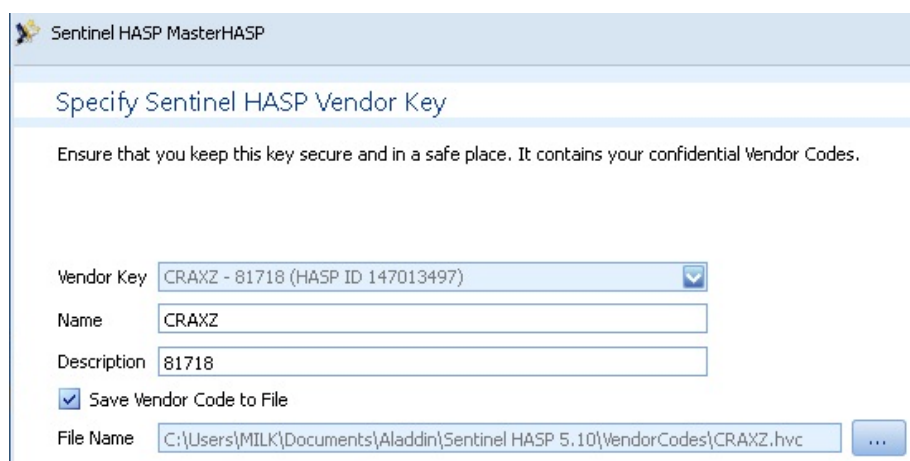 Sentinel HASP MasterHASP
Specify Sentinel HASP Vendor Key
Ensure that you keep this key secure and in a safe place. It contains your confidential Vendor Codes.
Vendor Key CRAXZ - 81718 (HASP ID 147013497)
Name CRAXZ
Description 81718
Save Vendor Code to File
File Name C:\Users\MILK\Documents\Aladdin\Sentinel HASP 5.10\VendorCodes\CRAXZ.hvc ...